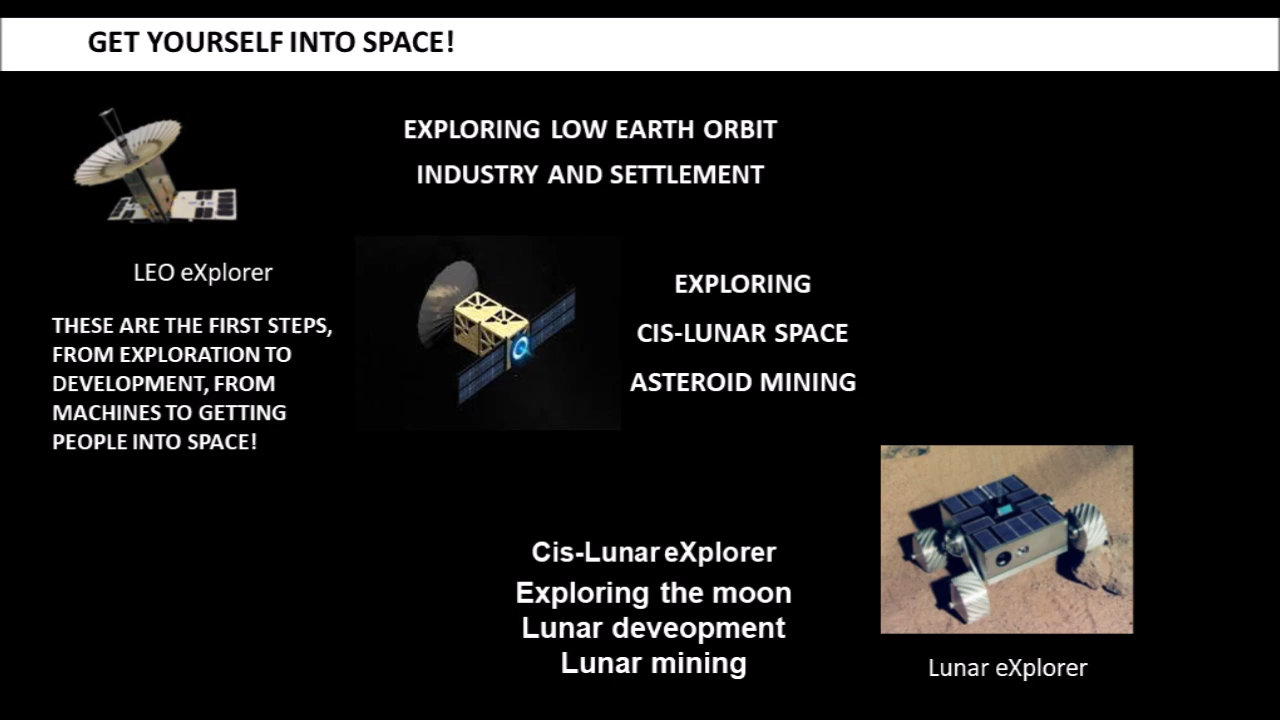 GET YOURSELF INTO SPACE!
EXPLORING LOW EARTH ORBIT
INDUSTRY AND SETTLEMENT
LEO eXplorer
THESE ARE THE FIRST STEPS,
FROM EXPLORATION TO
DEVELOPMENT, FROM
MACHINES TO GETTING
PEOPLE INTO SPACE!
EXPLORING
CIS-LUNAR SPACE
ASTEROID MINING
Cis-Lunar eXplorer
Exploring the moon
Lunar deveopment
Lunar mining
Lunar eXplorer